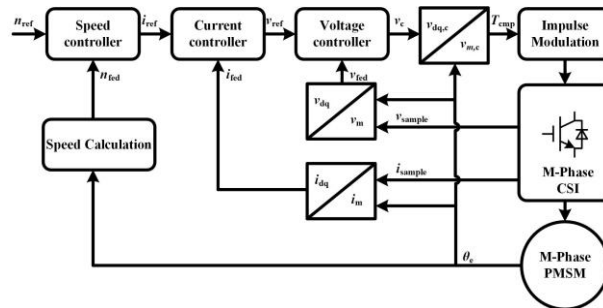 n_ref
Speed
controller
i_ref
Current
controller
v_ref
Voltage
controller
v_c
v_dq,c
v_m,c
T_cmp
Impulse
Modulation
n_fed
i_fed
v_fed
v_dq
v_m
v_sample
Speed Calculation
M-Phase
CSI
i_dq
i_m
i_sample
θ_e
M-Phase
PMSM